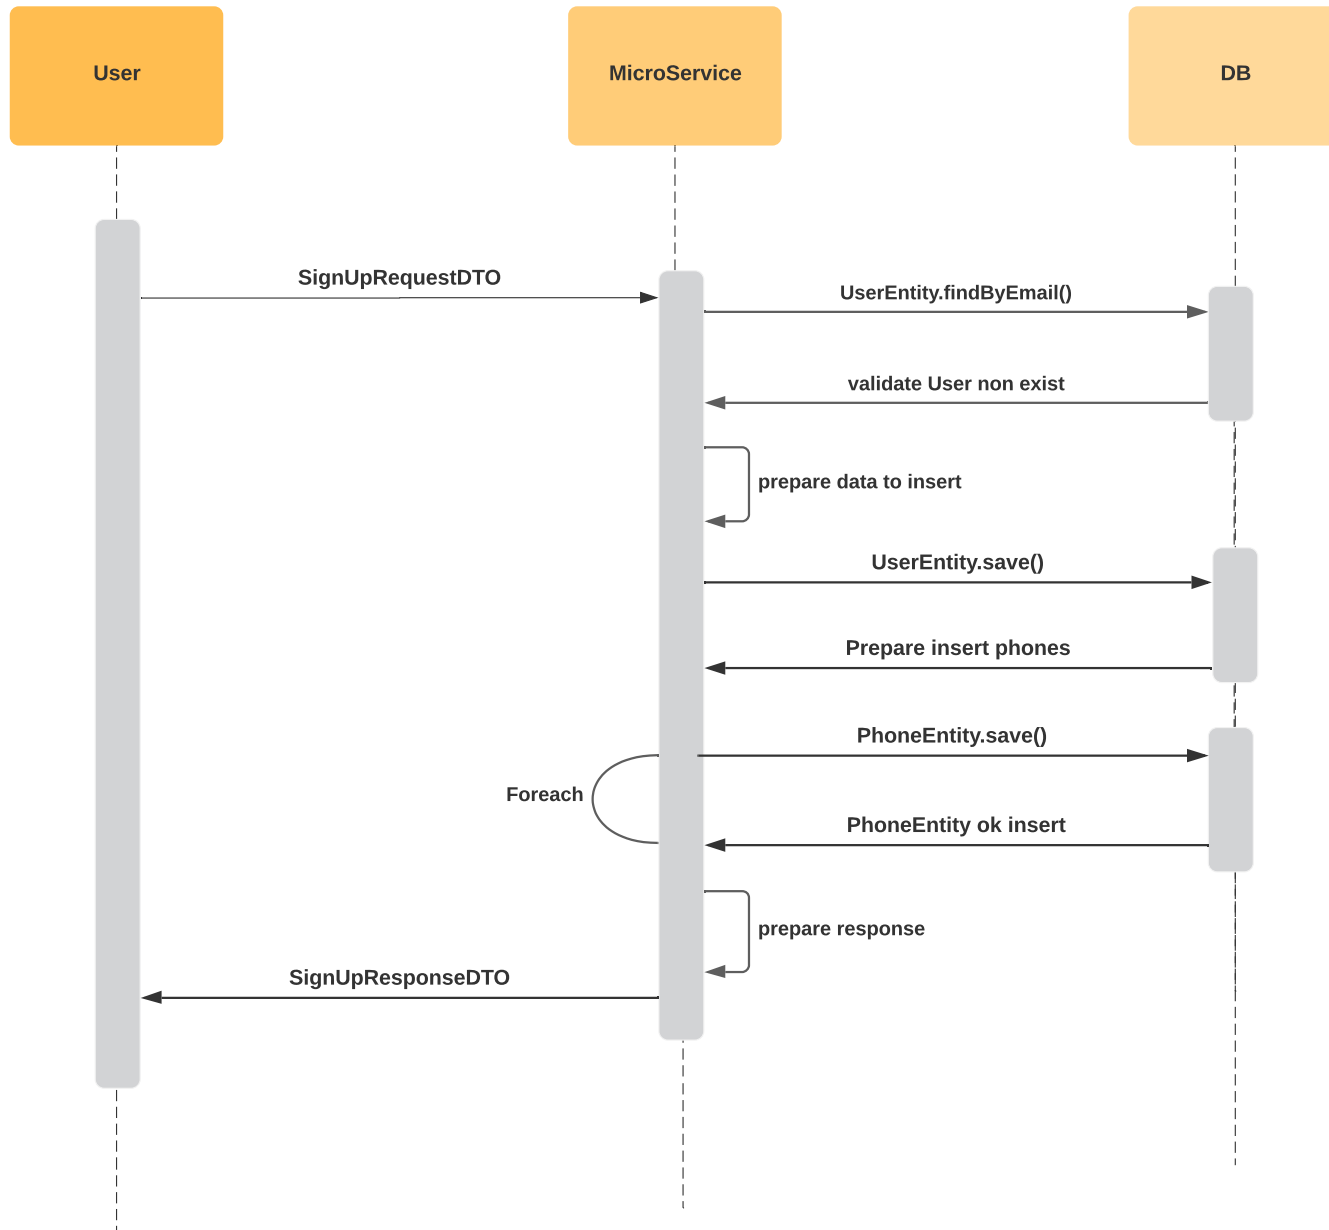 User
MicroService
DB
SignUpRequestDTO
UserEntity.findByEmail()
validate User non exist
prepare data to insert
UserEntity.save()
Prepare insert phones
PhoneEntity.save()
Foreach
PhoneEntity ok insert
prepare response
SignUpResponseDTO